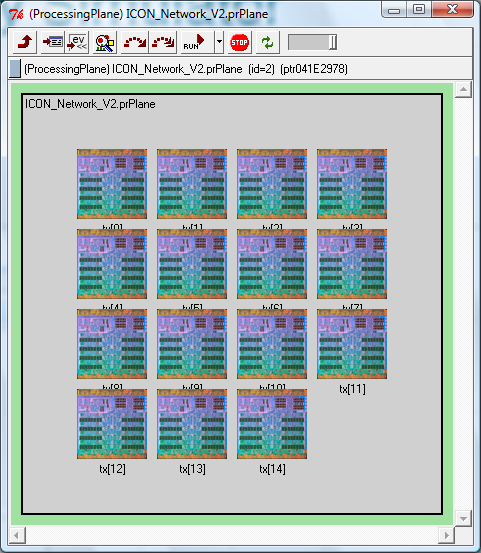 (ProcessingPlane) ICON_Network_V2.prPlane
.ev
RUN
STOP
(ProcessingPlane) ICON_Network_V2.prPlane (id=2) (ptr041E2978)
ICON_Network_V2.prPlane
tx[0] tx[1] tx[2] tx[3]
tx[4] tx[5] tx[6] tx[7]
tx[8] tx[9] tx[10] tx[11]
tx[12] tx[13] tx[14]